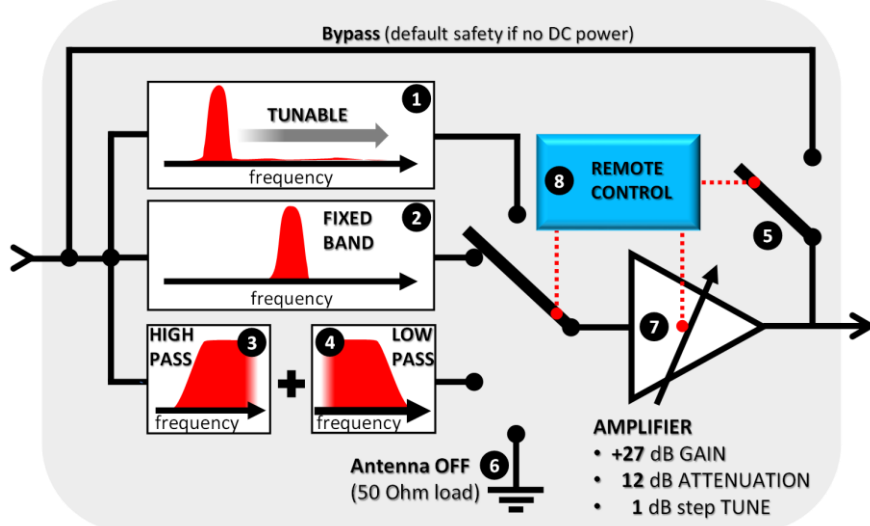 Bypass (default safety if no DC power)
1
TUNABLE
frequency
8
REMOTE
CONTROL
2
FIXED
BAND
frequency
5
HIGH
PASS
3
frequency
4
LOW
PASS
frequency
7
Antenna OFF
(50 Ohm load)
6
AMPLIFIER
• +27 dB GAIN
• 12 dB ATTENUATION
• 1 dB step TUNE